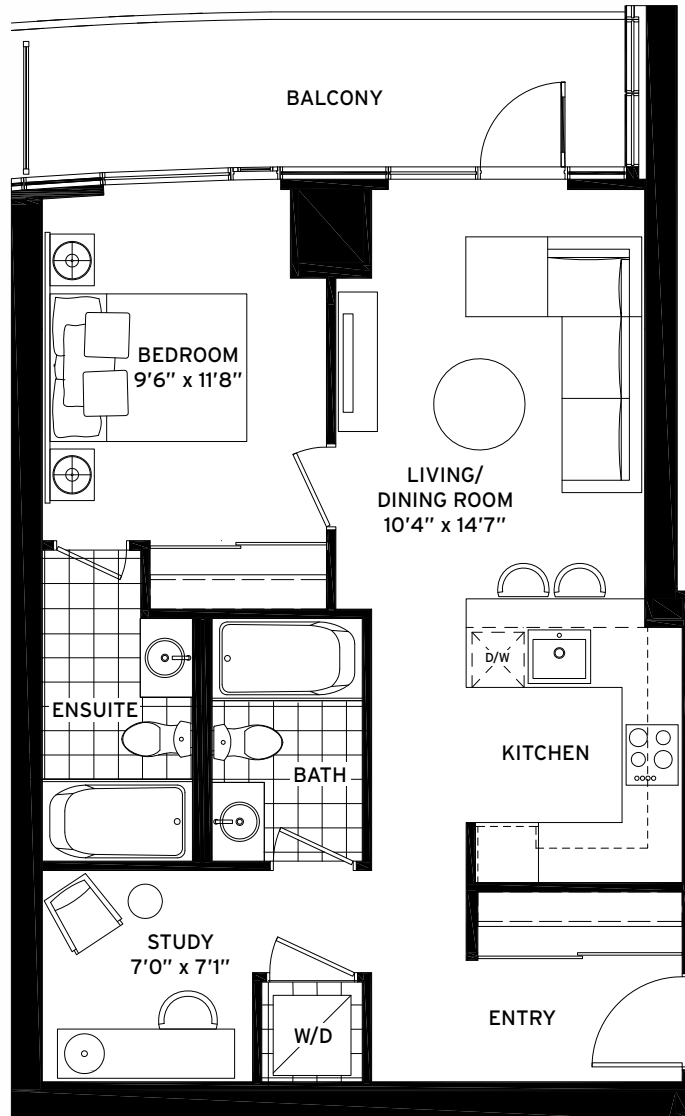 BALCONY
BEDROOM
9'6" x 11'8"
LIVING/
DINING ROOM
10'4" x 14'7"
D/W
ENSUITE
KITCHEN
BATH
STUDY
7'0" x 7'1"
W/D
ENTRY